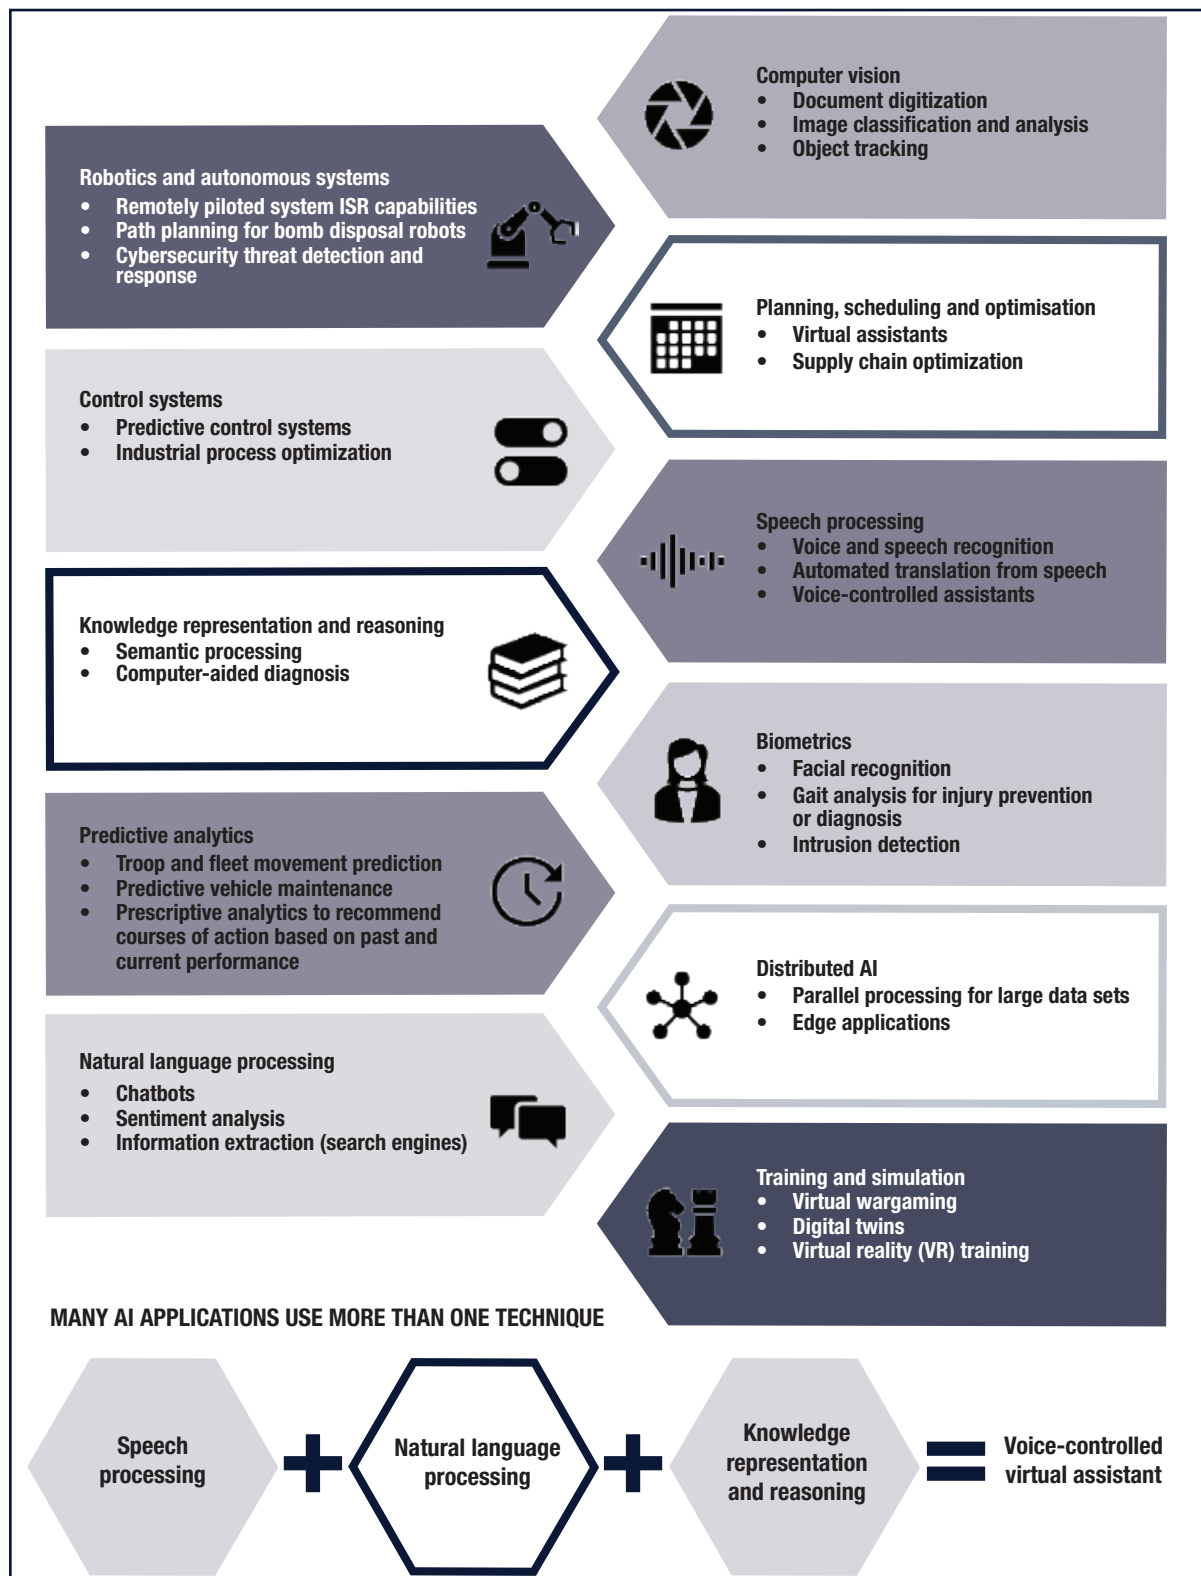 Computer vision
• Document digitization
• Image classification and analysis
• Object tracking
Robotics and autonomous systems
• Remotely piloted system ISR capabilities
• Path planning for bomb disposal robots
• Cybersecurity threat detection and
response
Planning, scheduling and optimisation
• Virtual assistants
• Supply chain optimization
Control systems
• Predictive control systems
• Industrial process optimization
Speech processing
• Voice and speech recognition
• Automated translation from speech
• Voice-controlled assistants
Knowledge representation and reasoning
• Semantic processing
• Computer-aided diagnosis
Biometrics
• Facial recognition
• Gait analysis for injury prevention
or diagnosis
• Intrusion detection
Predictive analytics
• Troop and fleet movement prediction
• Predictive vehicle maintenance
• Prescriptive analytics to recommend
courses of action based on past and
current performance
Distributed AI
• Parallel processing for large data sets
• Edge applications
Natural language processing
• Chatbots
• Sentiment analysis
• Information extraction (search engines)
Training and simulation
• Virtual wargaming
• Digital twins
• Virtual reality (VR) training
MANY AI APPLICATIONS USE MORE THAN ONE TECHNIQUE
Speech
processing
+
Natural language
processing
+
Knowledge
representation
and reasoning
=
Voice-controlled
virtual assistant